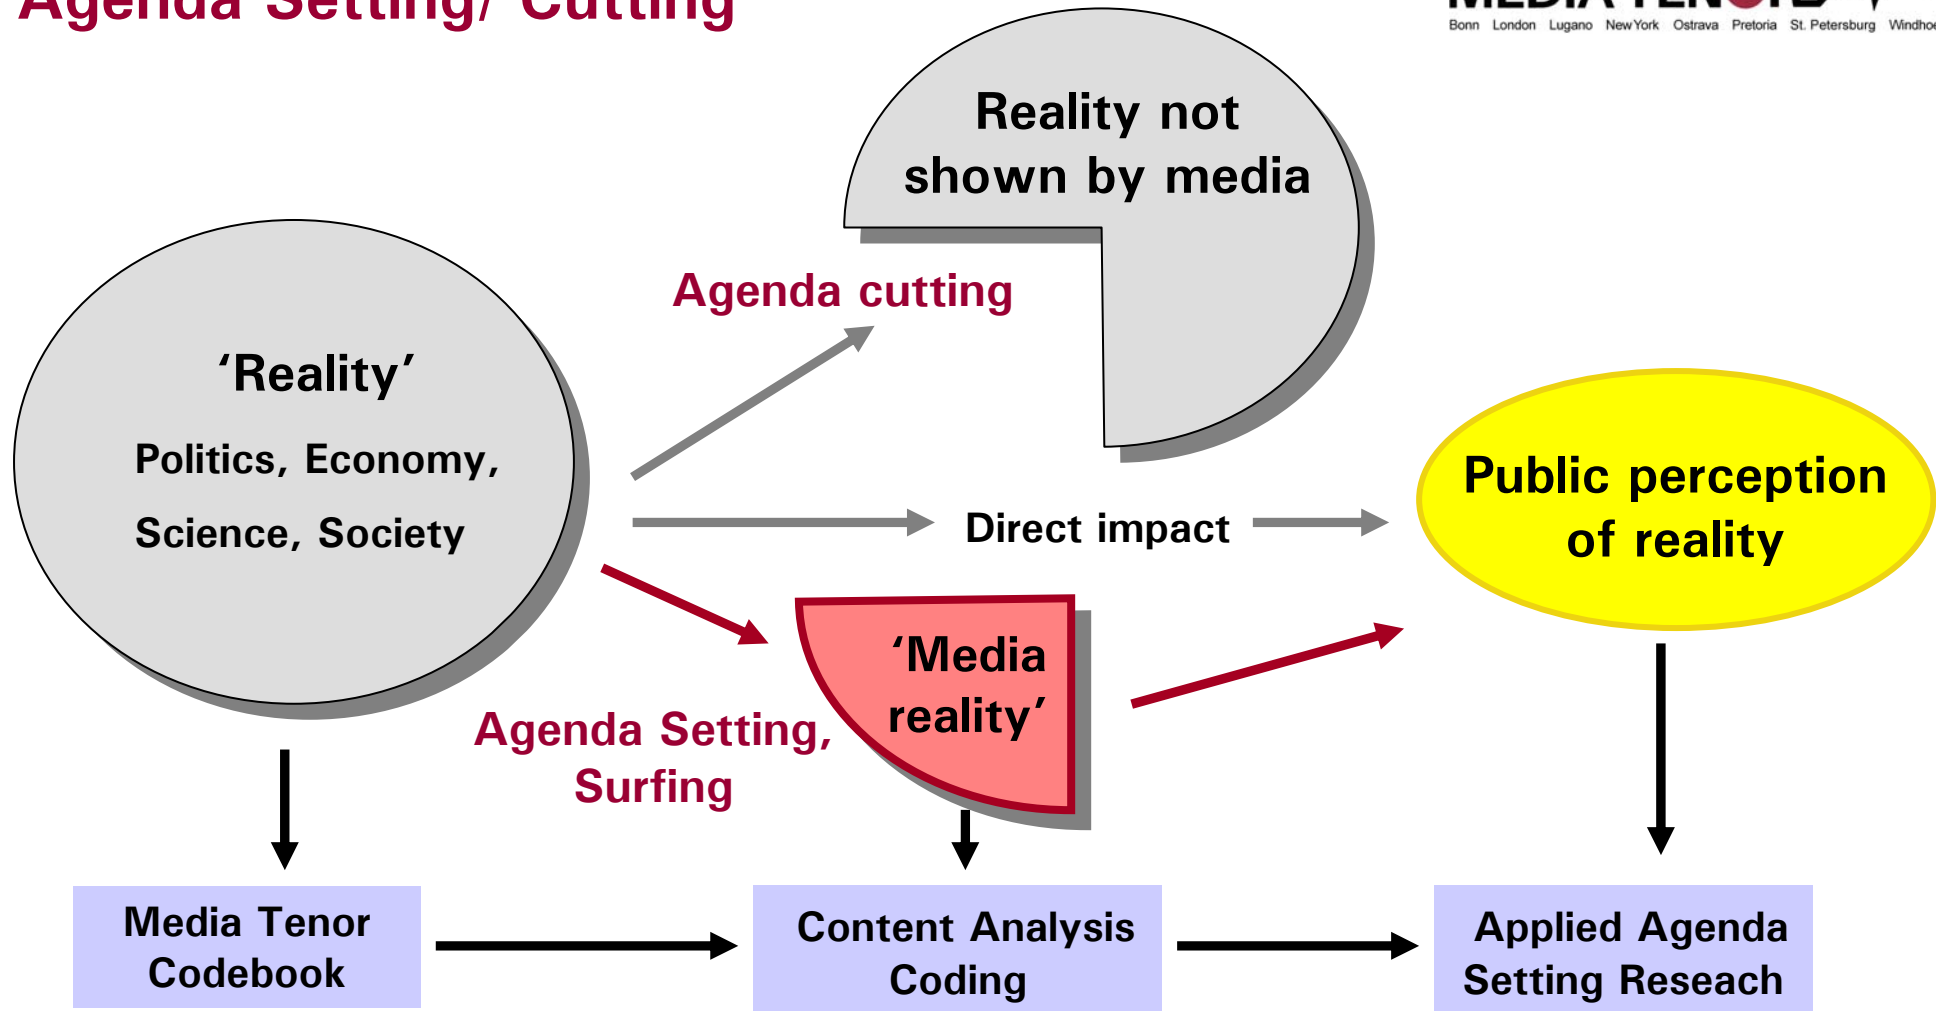 Agenda Setting/ Cutting
MEDIA TENOR
Bonn London Lugano NewYork Ostrava Pretoria St. Petersburg
Reality not
shown by media
Agenda cutting
‘Reality’
Politics, Economy,
Science, Society
Direct impact
Public perception
of reality
‘Media
reality’
Agenda Setting,
Surfing
Media Tenor
Codebook
Content Analysis
Coding
Applied Agenda
Setting Reseach